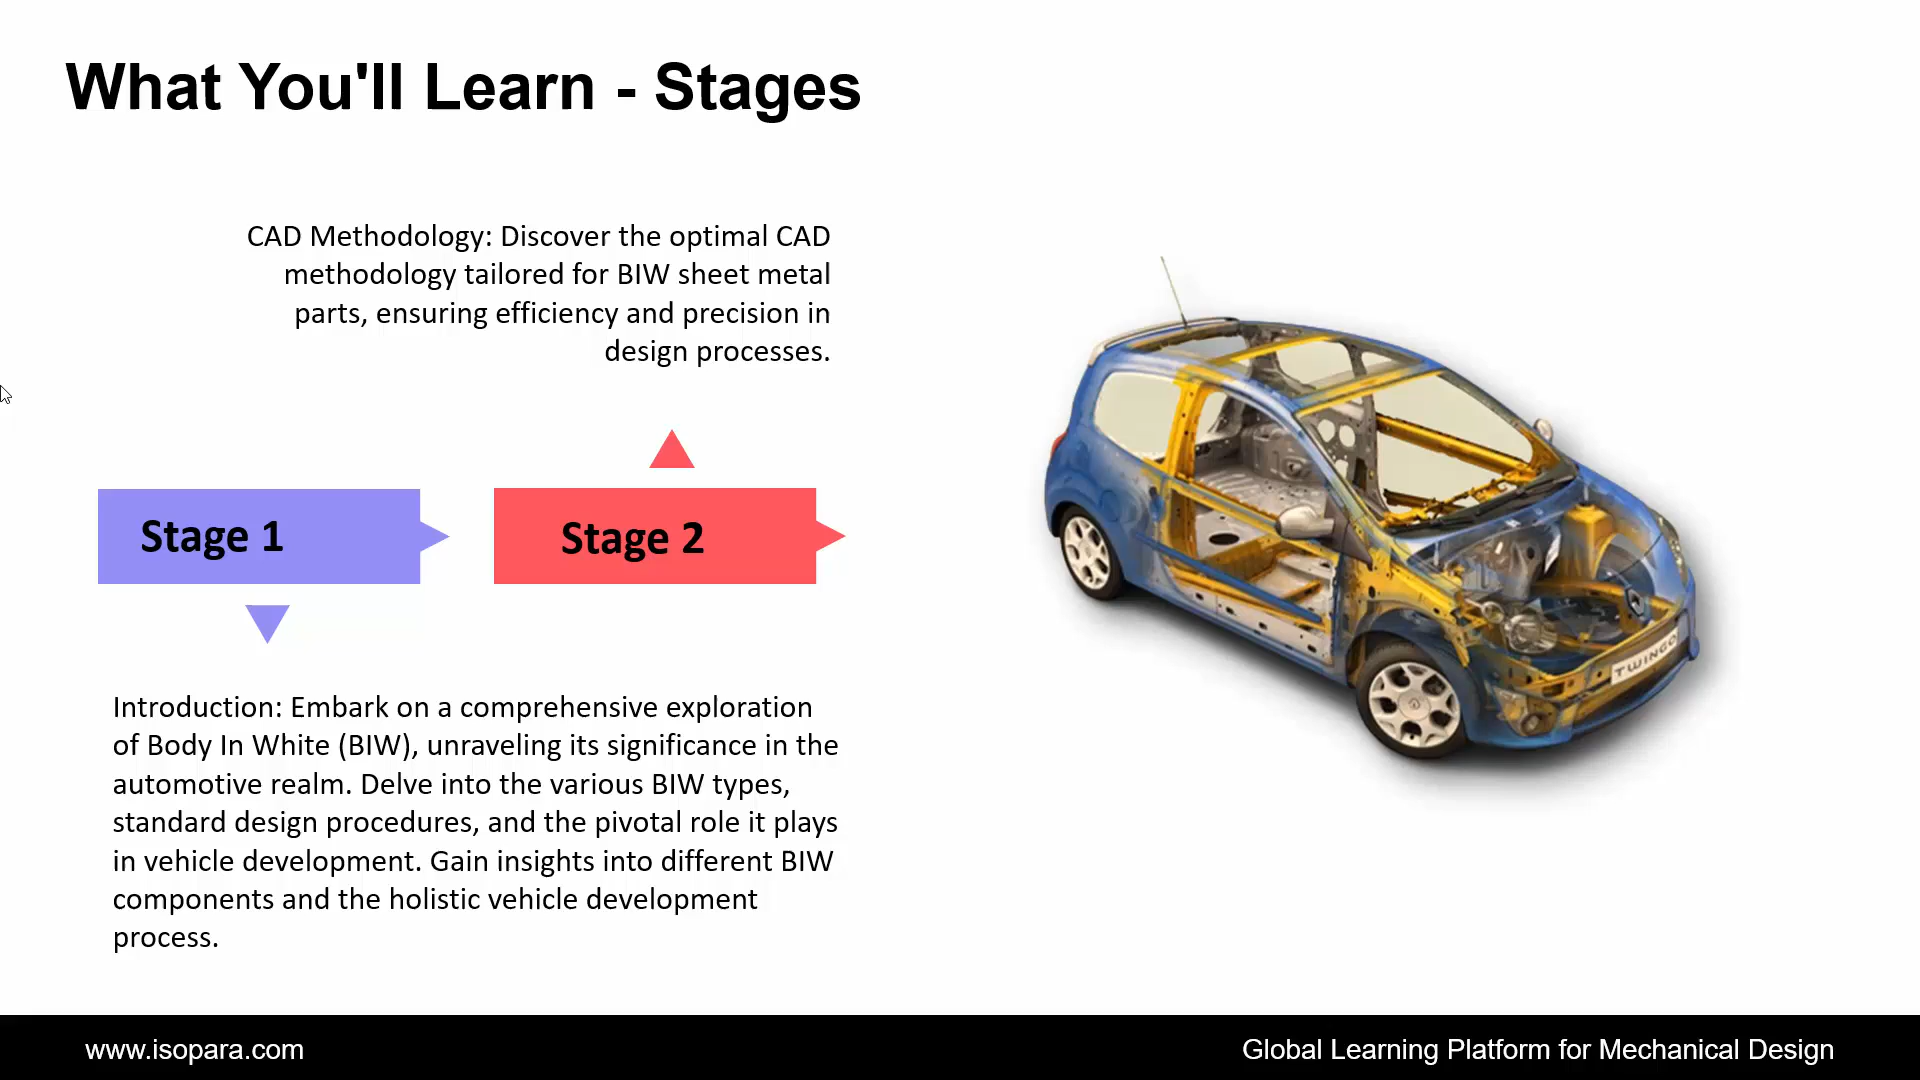 What You'll Learn - Stages
CAD Methodology: Discover the optimal CAD
methodology tailored for BIW sheet metal
parts, ensuring efficiency and precision in
design processes.
Stage 1
Stage 2
TWINGO
Introduction: Embark on a comprehensive exploration
of Body In White (BIW), unraveling its significance in the
automotive realm. Delve into the various BIW types,
standard design procedures, and the pivotal role it plays
in vehicle development. Gain insights into different BIW
components and the holistic vehicle development
process.
www.isopara.com
Global Learning Platform for Mechanical Design